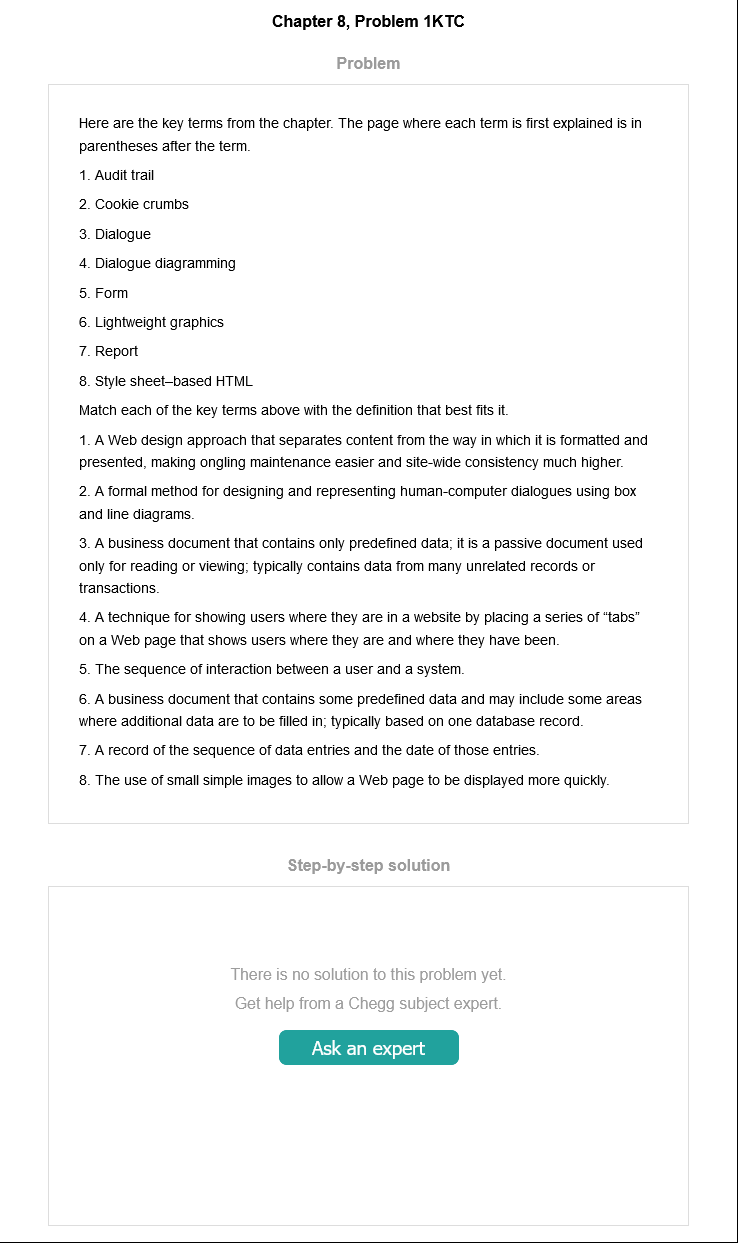 Chapter 8, Problem 1KTC
Problem
Here are the key terms from the chapter. The page where each term is first explained is in
parentheses after the term.
1. Audit trail
2. Cookie crumbs
3. Dialogue
4. Dialogue diagramming
5. Form
6. Lightweight graphics
7. Report
8. Style sheet–based HTML
Match each of the key terms above with the definition that best fits it.
1. A Web design approach that separates content from the way in which it is formatted and
presented, making ongling maintenance easier and site-wide consistency much higher.
2. A formal method for designing and representing human-computer dialogues using box
and line diagrams.
3. A business document that contains only predefined data; it is a passive document used
only for reading or viewing; typically contains data from many unrelated records or
transactions.
4. A technique for showing users where they are in a website by placing a series of “tabs”
on a Web page that shows users where they are and where they have been.
5. The sequence of interaction between a user and a system.
6. A business document that contains some predefined data and may include some areas
where additional data are to be filled in; typically based on one database record.
7. A record of the sequence of data entries and the date of those entries.
8. The use of small simple images to allow a Web page to be displayed more quickly.
Step-by-step solution
There is no solution to this problem yet.
Get help from a Chegg subject expert.
Ask an expert